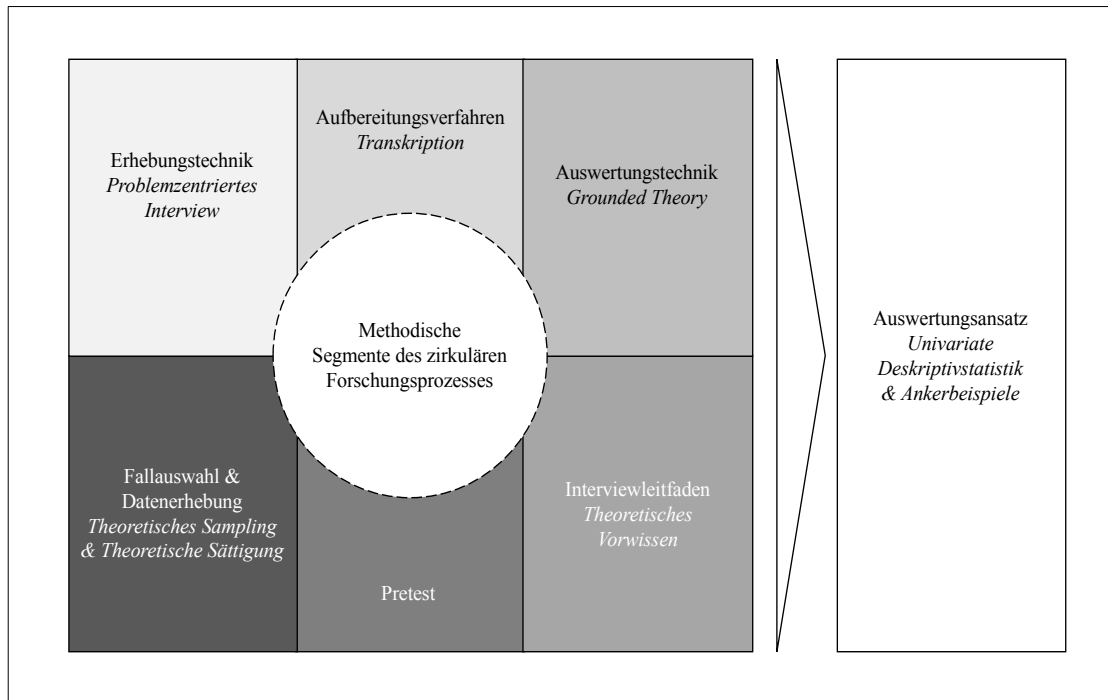 Erhebungstechnik
Problemzentriertes
Interview
Aufbereitungsverfahren
Transkription
Auswertungstechnik
Grounded Theory
Methodische
Segmente des zirkulären
Forschungsprozesses
Fallauswahl &
Datenerhebung
Theoretisches Sampling
& Theoretische Sättigung
Pretest
Interviewleitfaden
Theoretisches
Vorwissen
Auswertungsansatz
Univariate
Deskriptivstatistik
& Ankerbeispiele